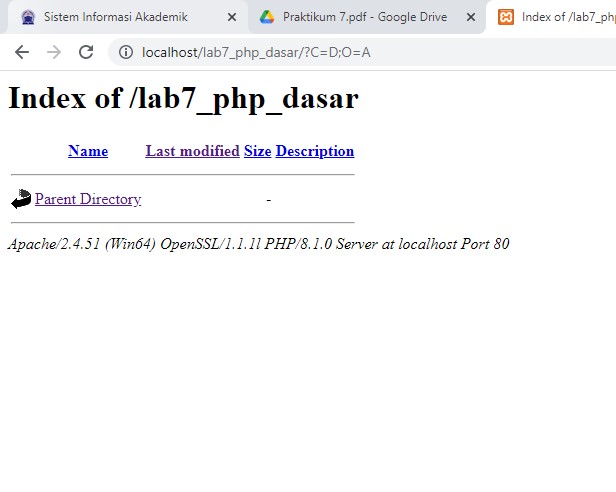 Sistem Informasi Akademik
Praktikum 7.pdf - Google Drive
Index of /lab7_php
localhost/lab7_php_dasar/?C=D;O=A
Index of /lab7_php_dasar
Name Last modified Size Description
Parent Directory -
Apache/2.4.51 (Win64) OpenSSL/1.1.1l PHP/8.1.0 Server at localhost Port 80